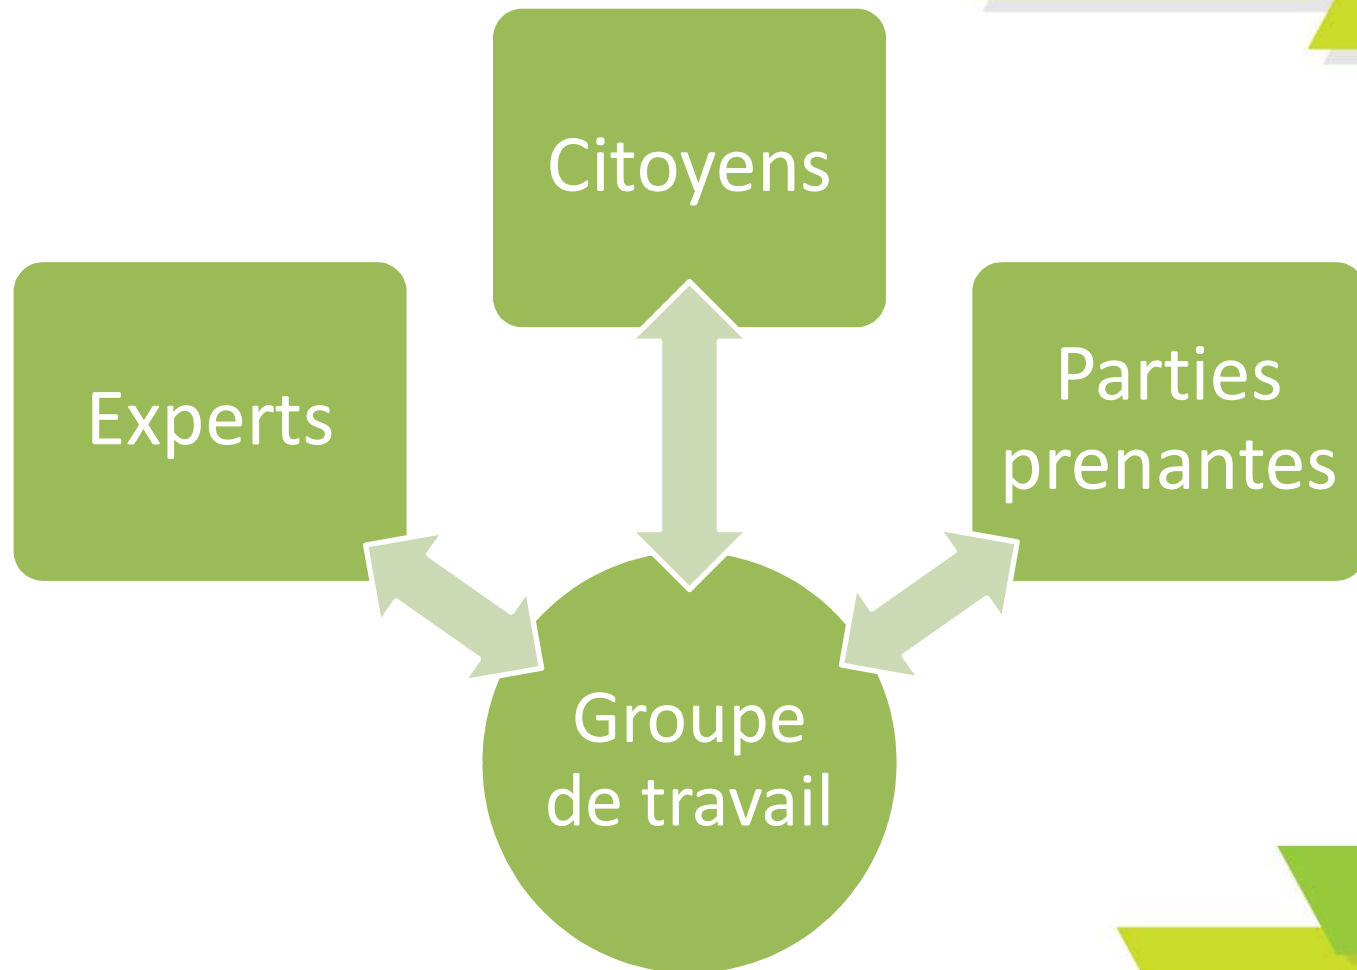 Citoyens
Experts
Parties
prenantes
Groupe
de travail